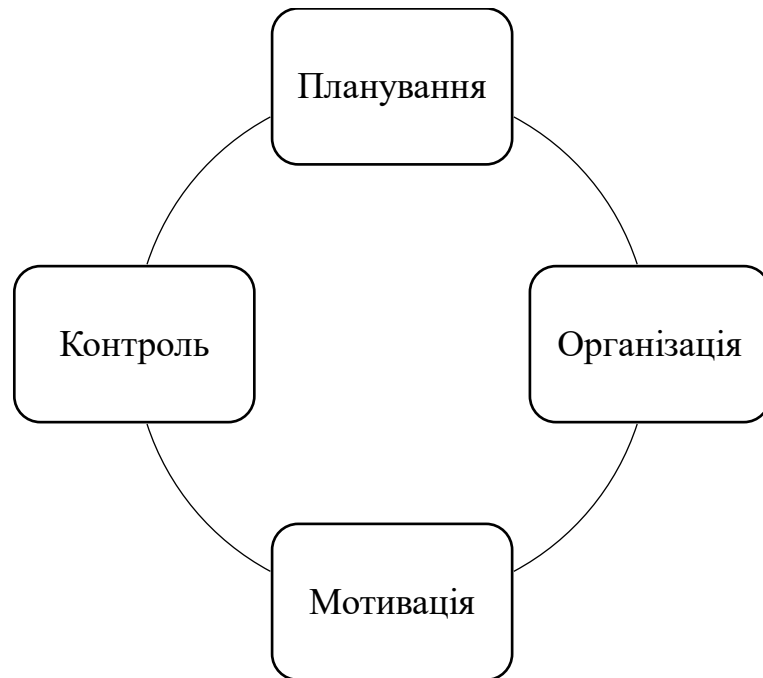 Планування
Контроль
Організація
Мотивація